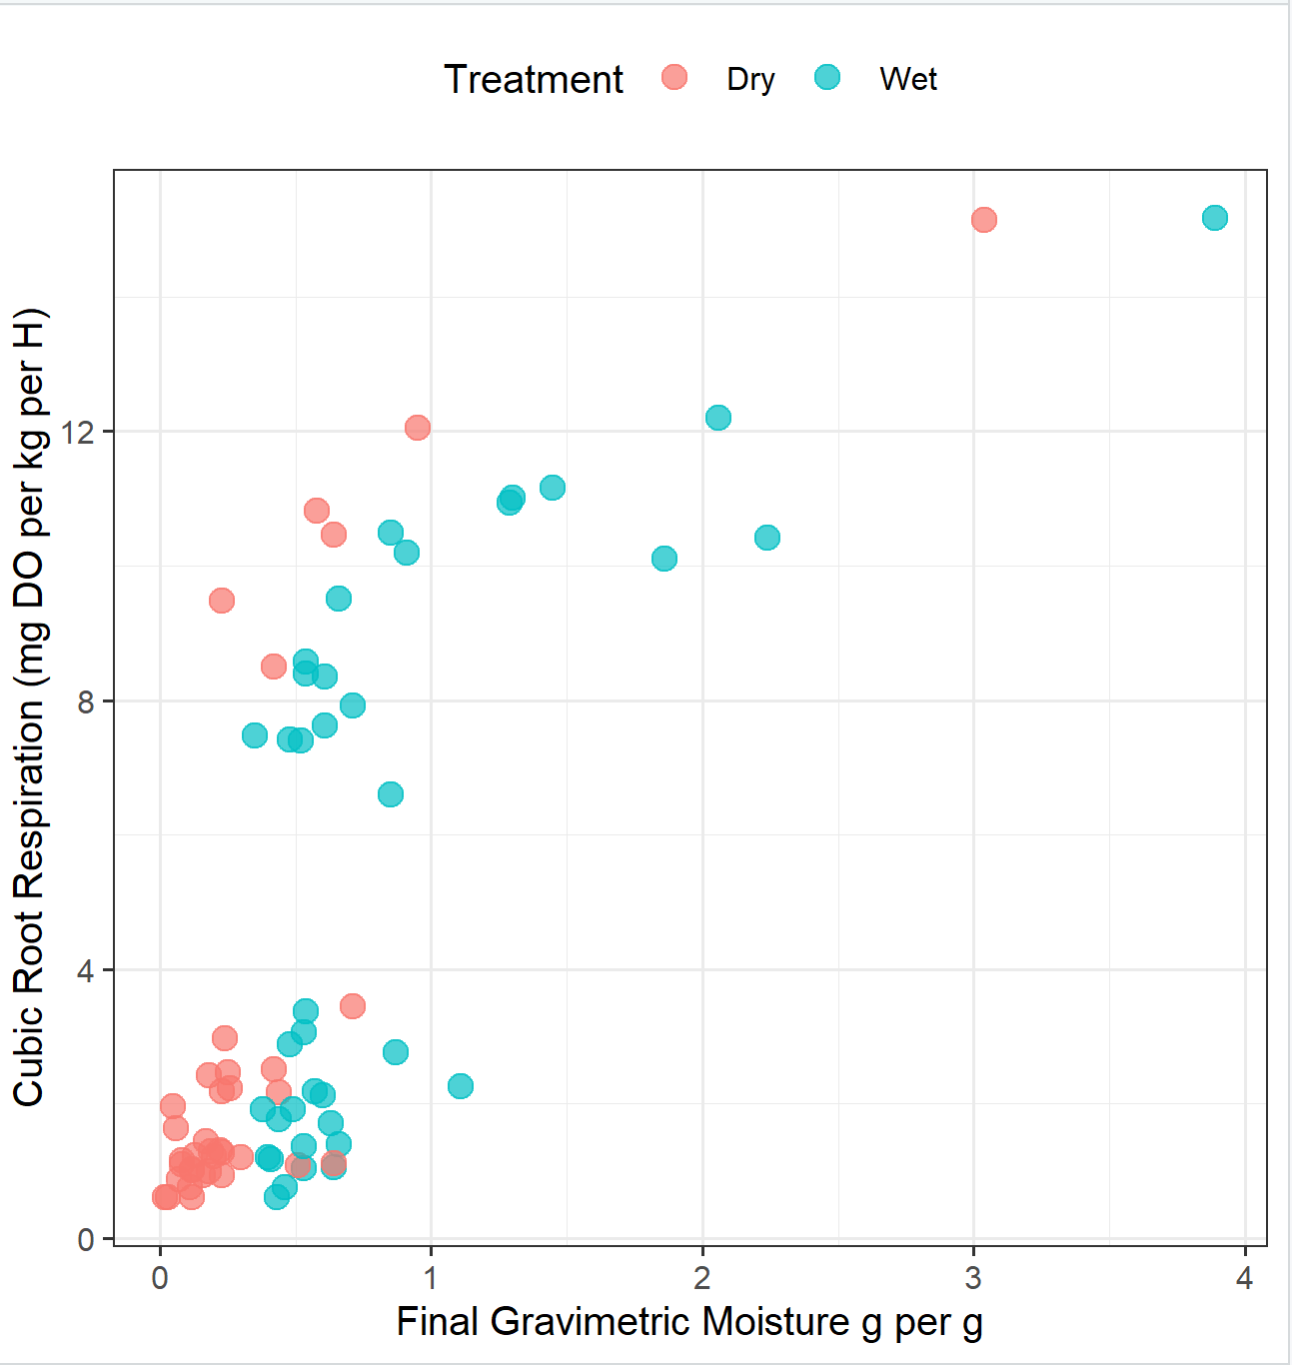 Treatment Dry Wet
Cubic Root Respiration (mg DO per kg per H)
12
8
4
0
0 1 2 3 4
Final Gravimetric Moisture g per g